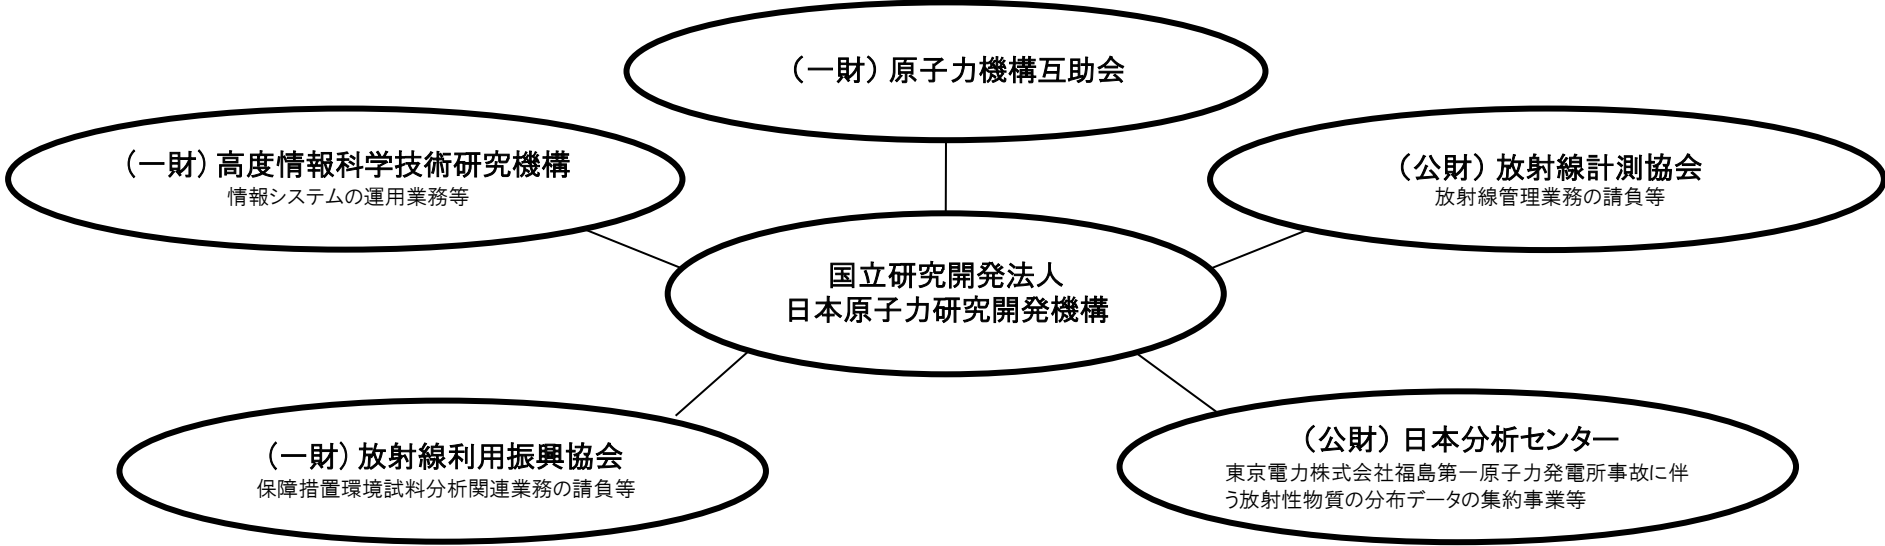 （一財）原子力機構互助会
（一財）高度情報科学技術研究機構
情報システムの運用業務等
（公財）放射線計測協会
放射線管理業務の請負等
国立研究開発法人
日本原子力研究開発機構
（一財）放射線利用振興協会
保障措置環境試料分析関連業務の請負等
（公財）日本分析センター
東京電力株式会社福島第一原子力発電所事故に伴
う放射性物質の分布データの集約事業等